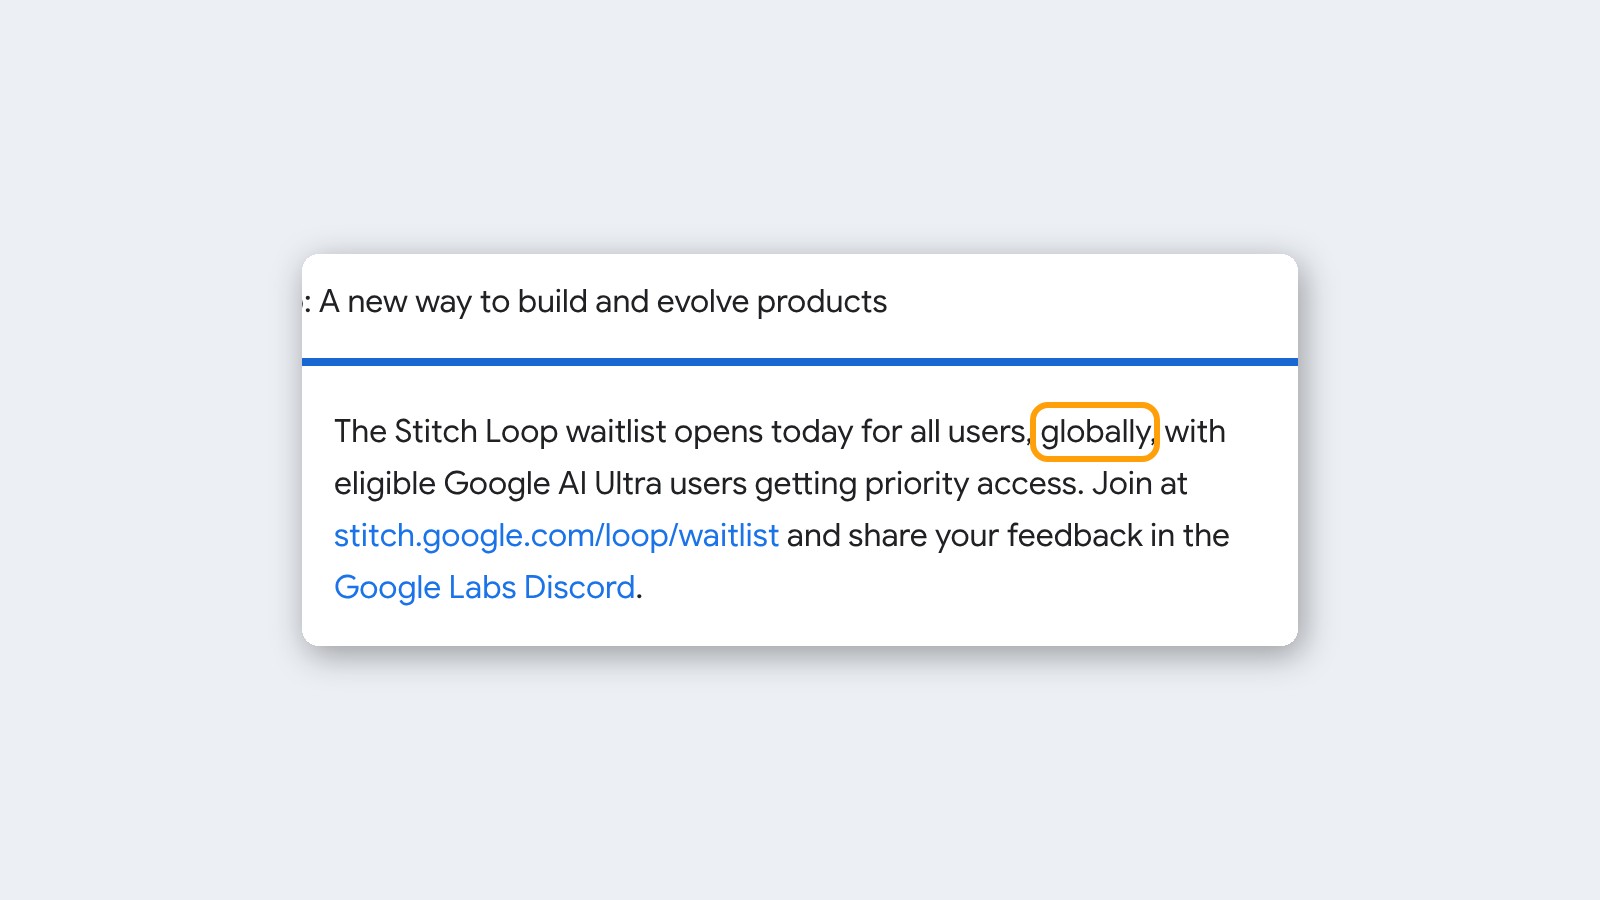 : A new way to build and evolve products
The Stitch Loop waitlist opens today for all users, globally, with
eligible Google AI Ultra users getting priority access. Join at
stitch.google.com/loop/waitlist and share your feedback in the
Google Labs Discord.